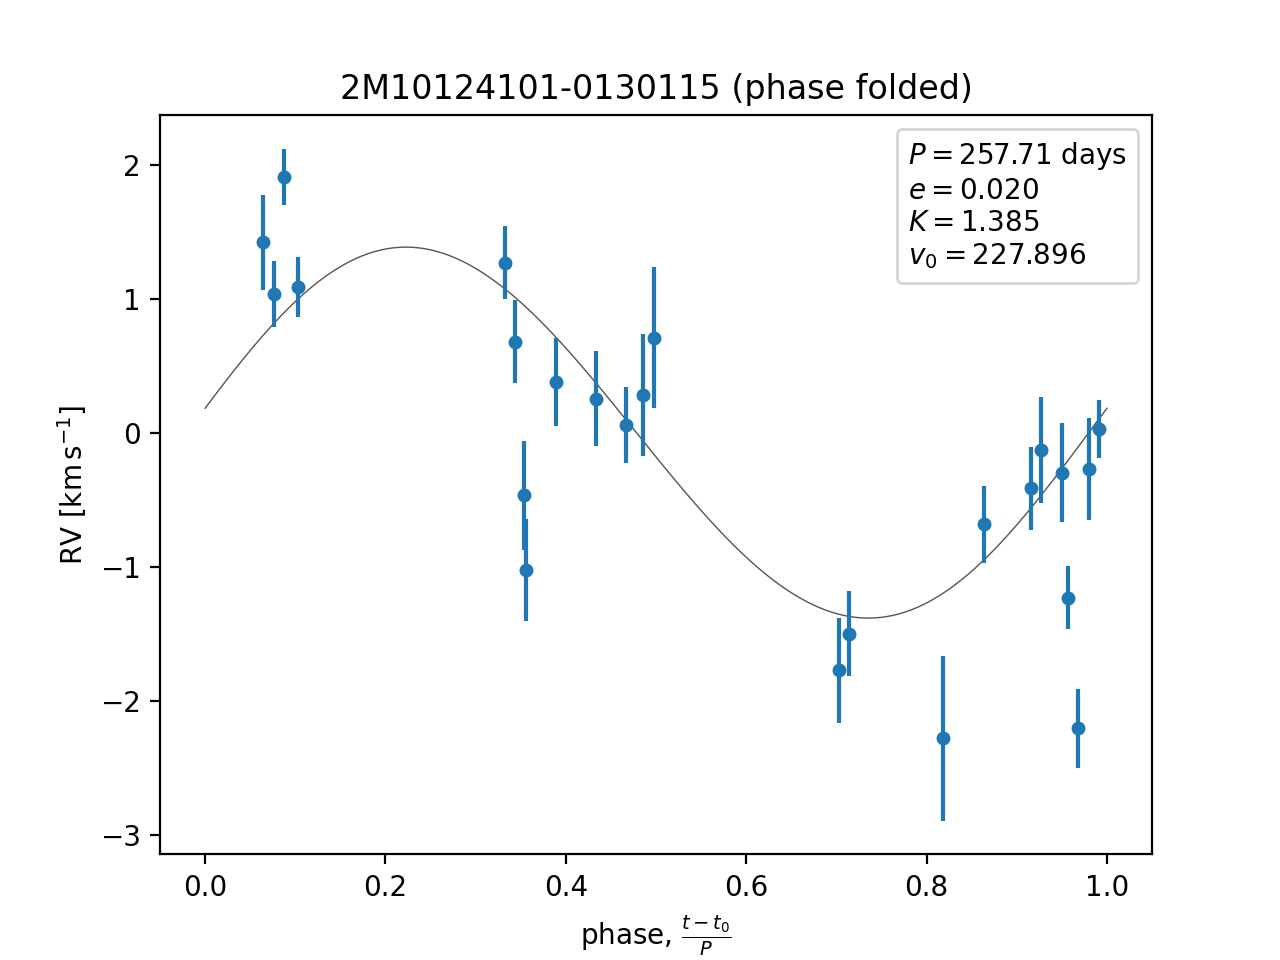 2M10124101-0130115 (phase folded)
P = 257.71 days
e = 0.020
K = 1.385
v₀ = 227.896
2
1
0
−1
−2
−3
RV [km s⁻¹]
0.0 0.2 0.4 0.6 0.8 1.0
phase, (t − t₀)/P